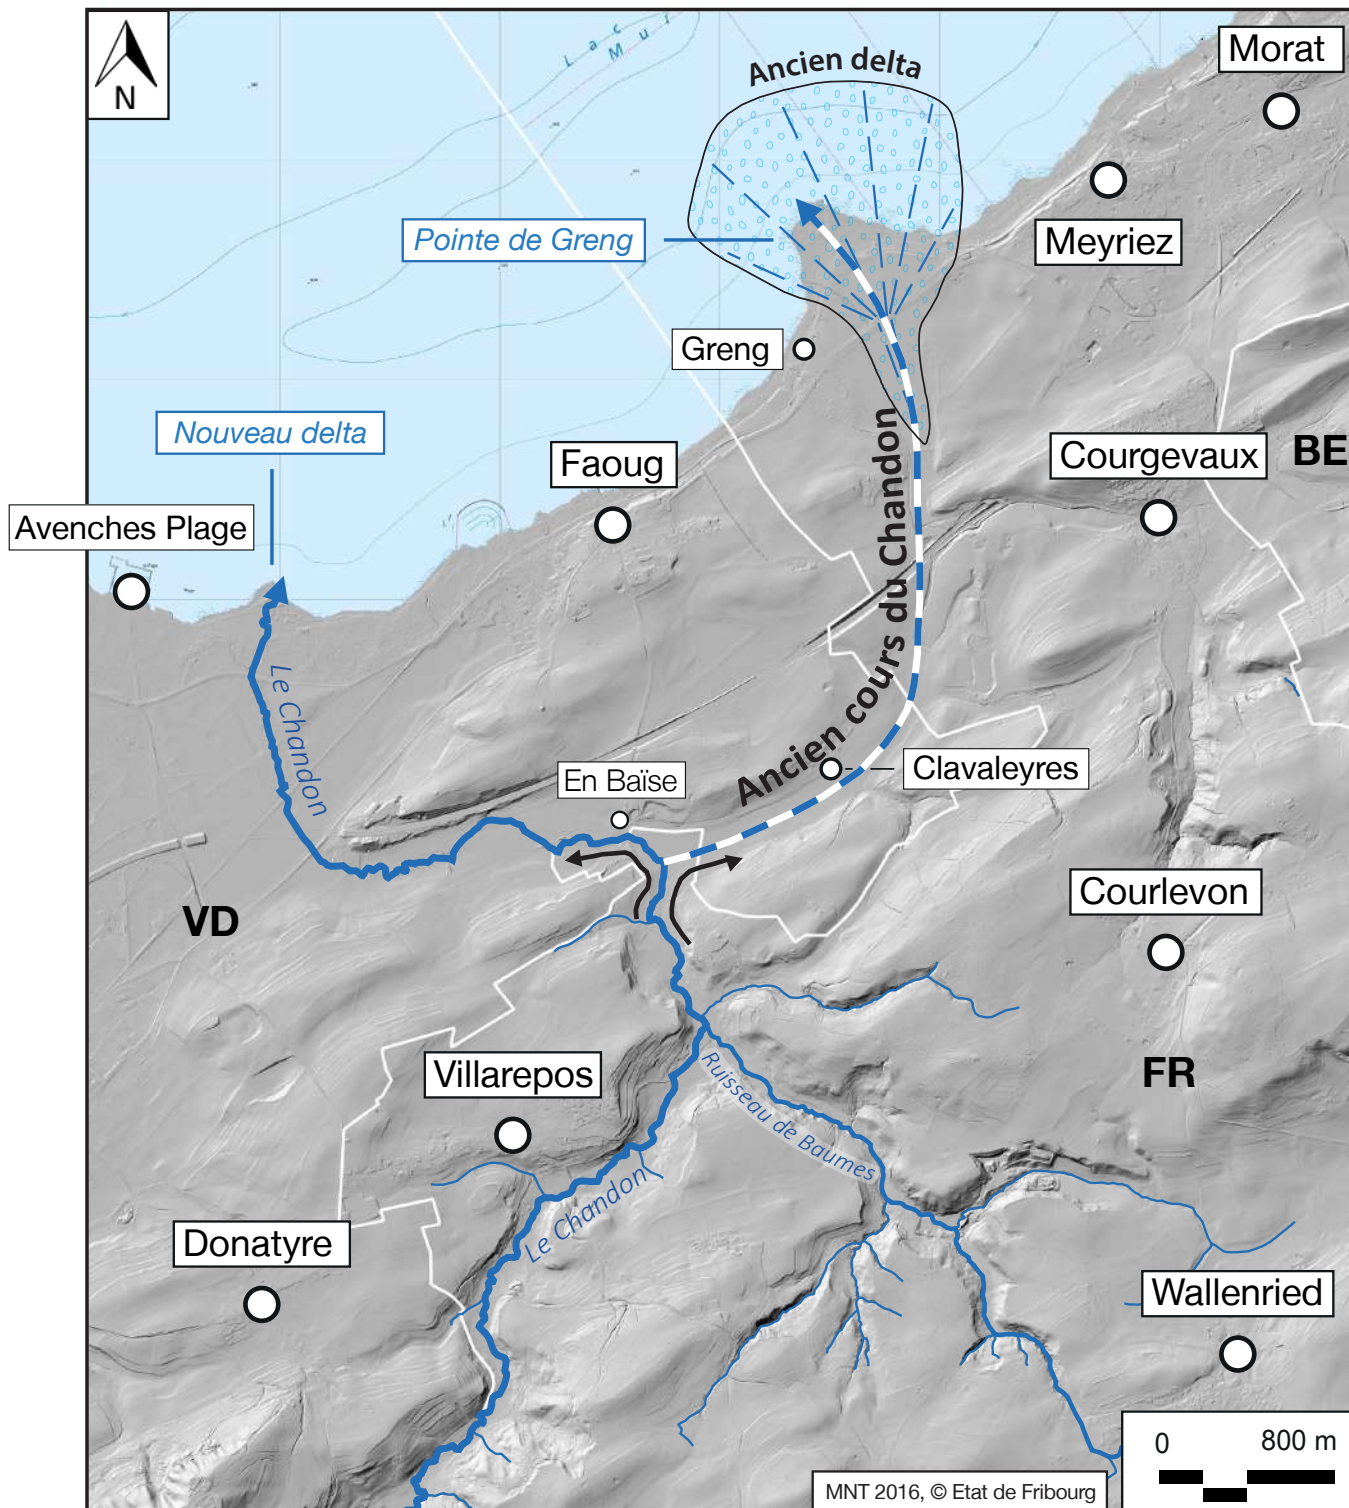 N
Lac
Mur
Ancien delta
Morat
Pointe de Greng
Meyriez
Greng
Nouveau delta
Faoug
Courgevaux
BE
Avenches Plage
Ancien cours du Chandon
Le Chandon
En Baïse
Clavaleyres
VD
Courlevon
Villarepos
Ruisseau de Baumes
FR
Le Chandon
Donatyre
Wallenried
0 800 m
MNT 2016, © Etat de Fribourg